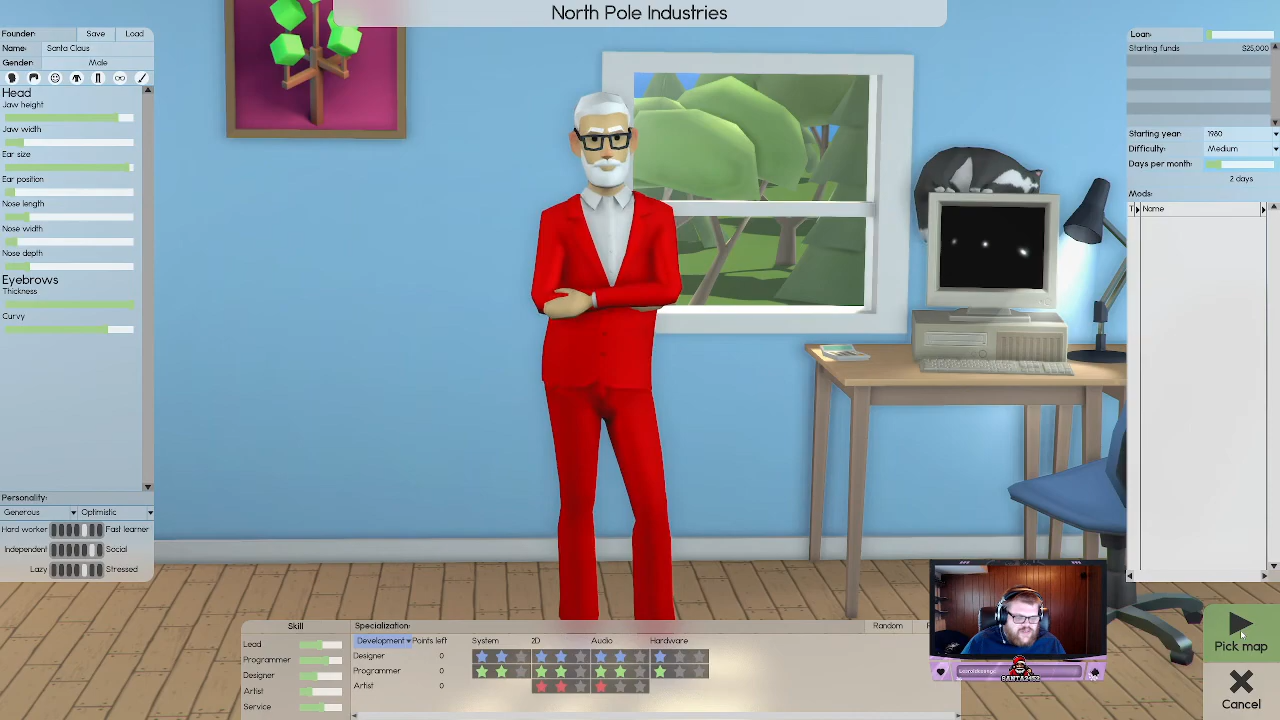 North Pole Industries
Founder: Save Load
Name: Santa Claus
Gender: Male
Head
Jaw height
Jaw width
Ear size
Ear position
Nose length
Nose width
Nose depth
Eyebrows
Thickness
Curvy
Personality:
Generous Optimistic
Hard worker Fast learner
Independent Social
Lazy Stressed
Loan:
Starting funds $25,000
Starting year 1980
Difficulty: Medium
Days per month:
2 days
Mods:
T Name
Skill Specialization: Random
Lead
Programmer
Designer
Artist
Service
Development Points left System 2D Audio Hardware
Designer 0
Programmer 0
Artist 0
SANTA2452
Pick map
Cancel